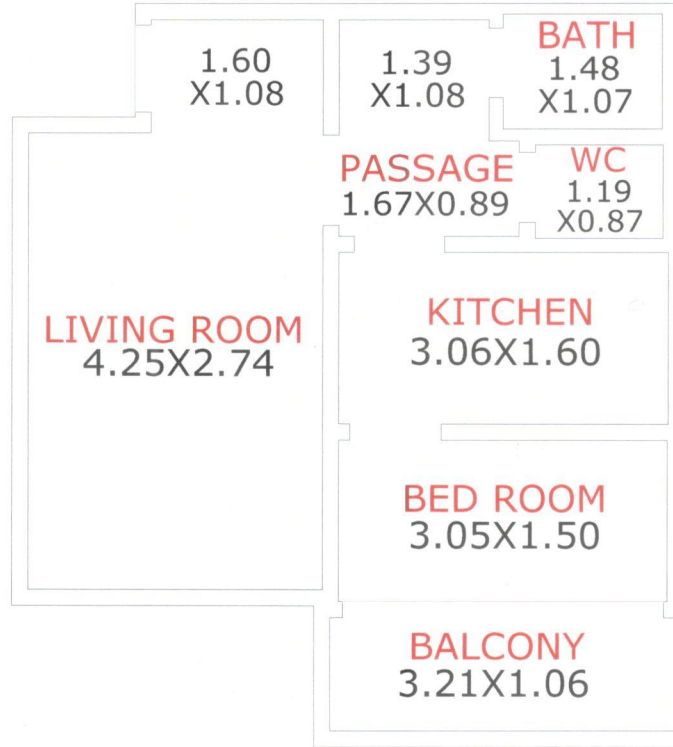 1.60
X1.08
1.39
X1.08
BATH
1.48
X1.07
PASSAGE
1.67X0.89
WC
1.19
X0.87
LIVING ROOM
4.25X2.74
KITCHEN
3.06X1.60
BED ROOM
3.05X1.50
BALCONY
3.21X1.06